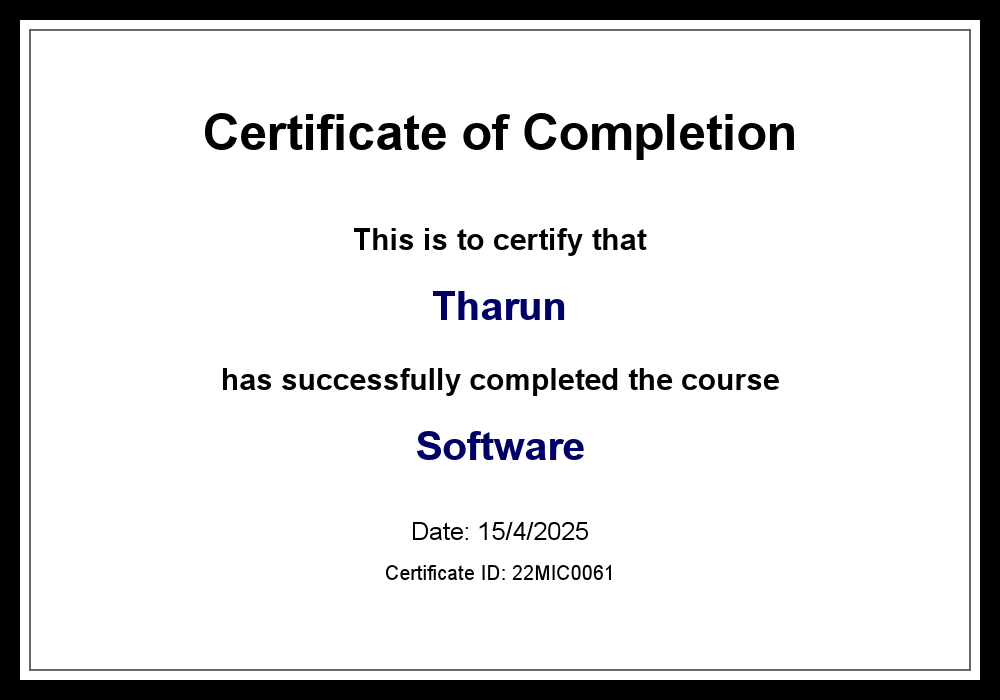 Certificate of Completion
This is to certify that
Tharun
has successfully completed the course
Software
Date: 15/4/2025
Certificate ID: 22MIC0061